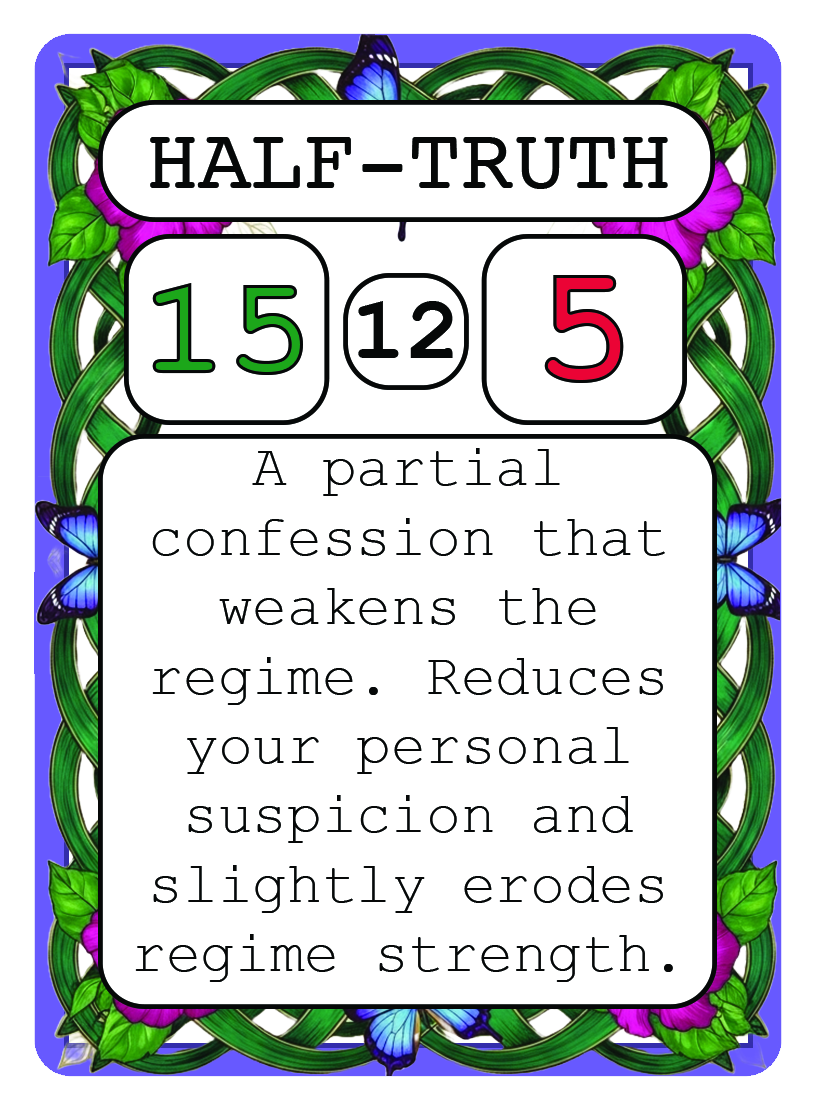 HALF-TRUTH
15 12 5
A partial
confession that
weakens the
regime. Reduces
your personal
suspicion and
slightly erodes
regime strength.